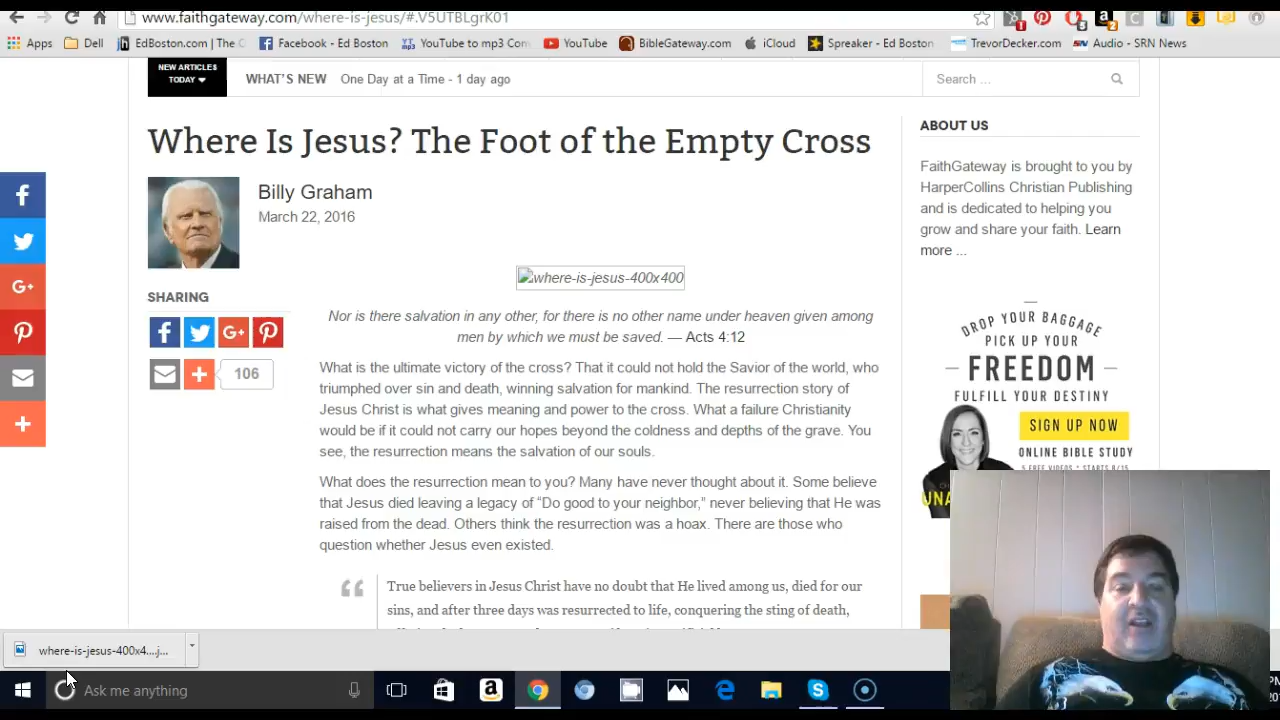 www.faithgateway.com/where-is-jesus/#.V5UTBLgrK01
Apps Dell EdBoston.com | The C Facebook - Ed Boston YouTube to mp3 Con YouTube BibleGateway.com iCloud Spreaker - Ed Boston TrevorDecker.com Audio - SRN News
NEW ARTICLES
TODAY
WHAT'S NEW One Day at a Time - 1 day ago
Search ...
Where Is Jesus? The Foot of the Empty Cross
Billy Graham
March 22, 2016
SHARING
106
where-is-jesus-400x400
Nor is there salvation in any other, for there is no other name under heaven given among
men by which we must be saved. — Acts 4:12
What is the ultimate victory of the cross? That it could not hold the Savior of the world, who
triumphed over sin and death, winning salvation for mankind. The resurrection story of
Jesus Christ is what gives meaning and power to the cross. What a failure Christianity
would be if it could not carry our hopes beyond the coldness and depths of the grave. You
see, the resurrection means the salvation of our souls.
What does the resurrection mean to you? Many have never thought about it. Some believe
that Jesus died leaving a legacy of “Do good to your neighbor,” never believing that He was
raised from the dead. Others think the resurrection was a hoax. There are those who
question whether Jesus even existed.
True believers in Jesus Christ have no doubt that He lived among us, died for our
sins, and after three days was resurrected to life, conquering the sting of death,
ABOUT US
FaithGateway is brought to you by
HarperCollins Christian Publishing
and is dedicated to helping you
grow and share your faith. Learn
more ...
DROP YOUR BAGGAGE
PICK UP YOUR
FREEDOM
FULFILL YOUR DESTINY
SIGN UP NOW
ONLINE BIBLE STUDY
5 FREE VIDEOS * STARTS 8/15
UNA
where-is-jesus-400x4....j...
Ask me anything